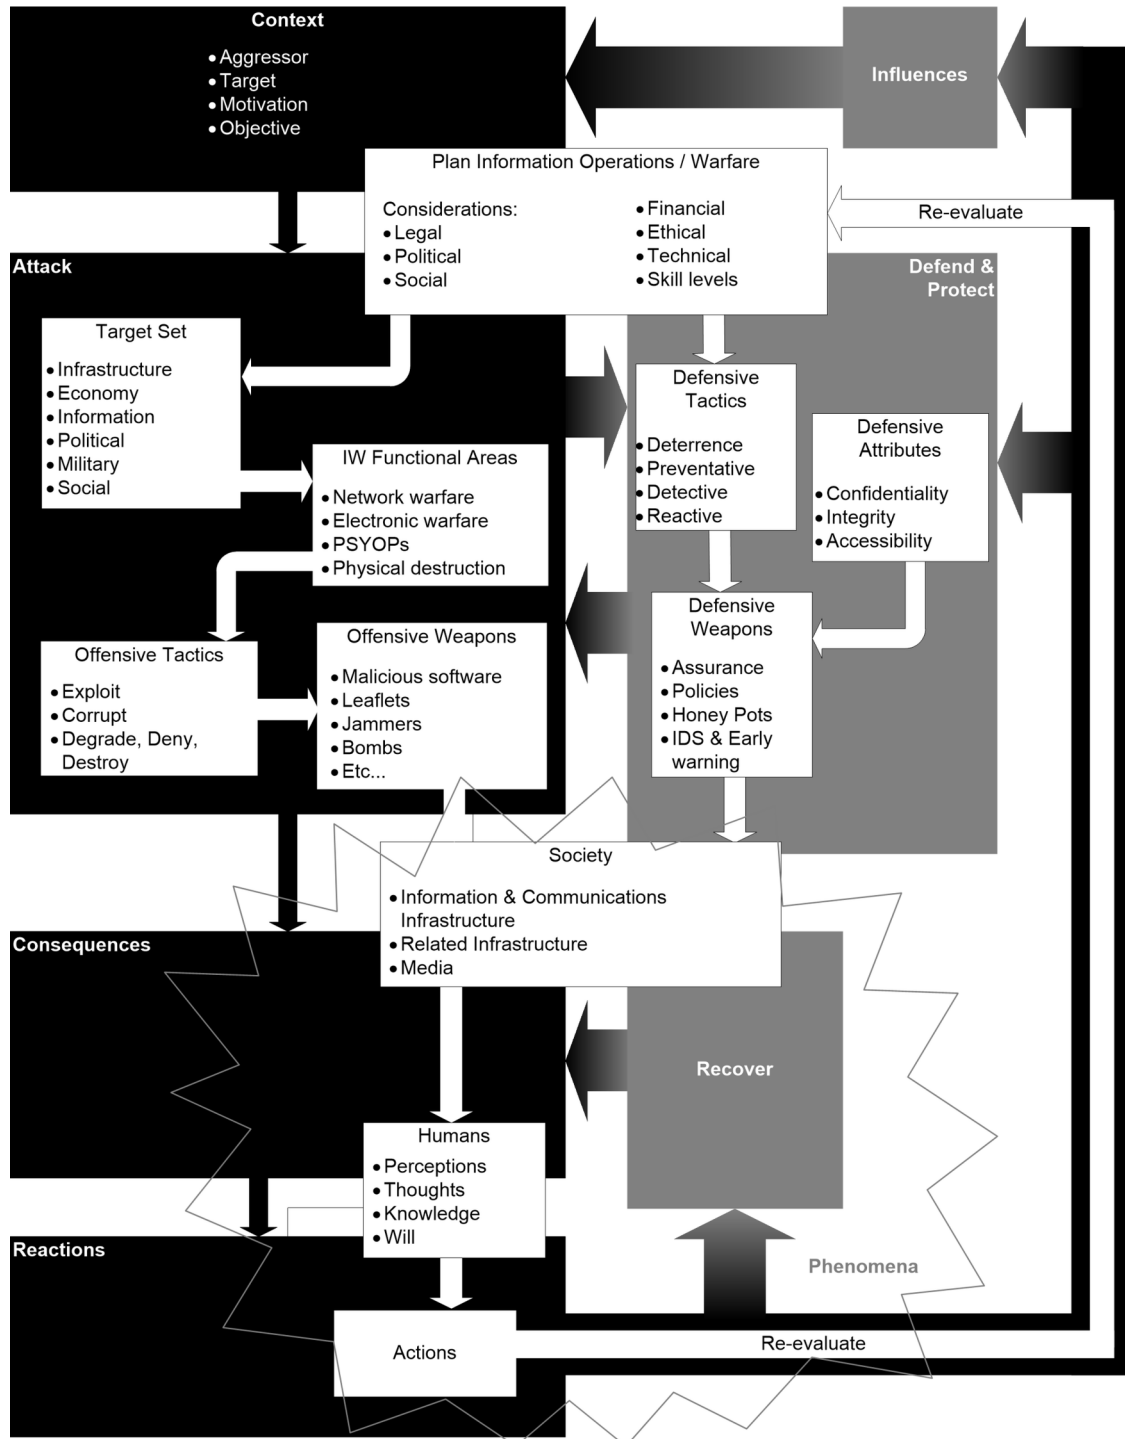 Context
• Aggressor
• Target
• Motivation
• Objective
Influences
Plan Information Operations / Warfare
Considerations:
• Legal
• Political
• Social
• Financial
• Ethical
• Technical
• Skill levels
Re-evaluate
Attack
Defend &
Protect
Target Set
• Infrastructure
• Economy
• Information
• Political
• Military
• Social
Defensive
Tactics
• Deterrence
• Preventative
• Detective
• Reactive
Defensive
Attributes
• Confidentiality
• Integrity
• Accessibility
IW Functional Areas
• Network warfare
• Electronic warfare
• PSYOPs
• Physical destruction
Offensive Tactics
• Exploit
• Corrupt
• Degrade, Deny,
Destroy
Offensive Weapons
• Malicious software
• Leaflets
• Jammers
• Bombs
• Etc...
Defensive
Weapons
• Assurance
• Policies
• Honey Pots
• IDS & Early
warning
Society
• Information & Communications
Infrastructure
• Related Infrastructure
• Media
Consequences
Recover
Humans
• Perceptions
• Thoughts
• Knowledge
• Will
Reactions
Phenomena
Actions
Re-evaluate